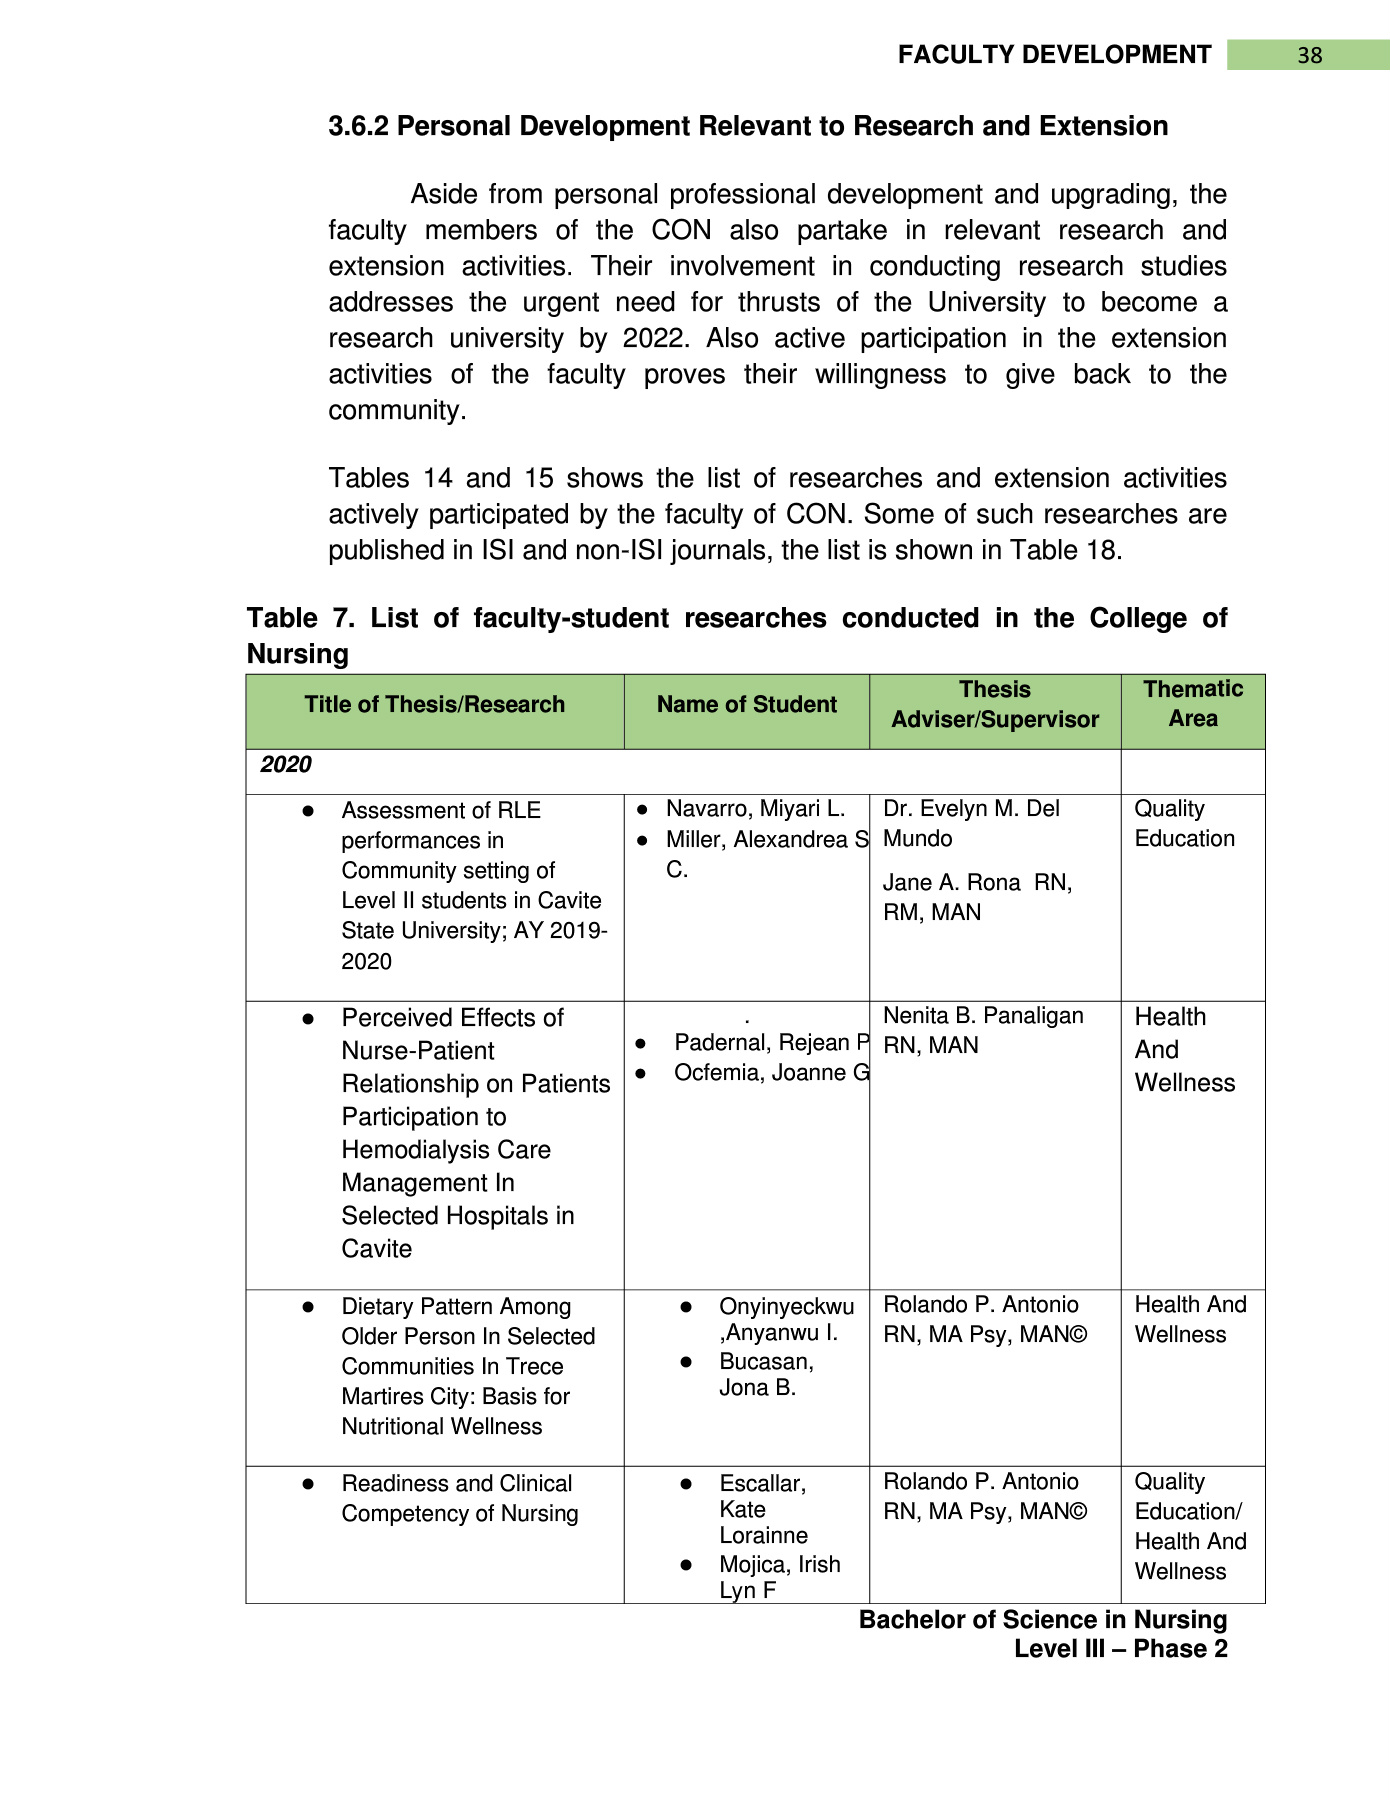 FACULTY DEVELOPMENT 38
3.6.2 Personal Development Relevant to Research and Extension
Aside from personal professional development and upgrading, the
faculty members of the CON also partake in relevant research and
extension activities. Their involvement in conducting research studies
addresses the urgent need for thrusts of the University to become a
research university by 2022. Also active participation in the extension
activities of the faculty proves their willingness to give back to the
community.
Tables 14 and 15 shows the list of researches and extension activities
actively participated by the faculty of CON. Some of such researches are
published in ISI and non-ISI journals, the list is shown in Table 18.
Table 7. List of faculty-student researches conducted in the College of
Nursing
Title of Thesis/Research
Name of Student
Thesis
Adviser/Supervisor
Thematic
Area
2020
● Assessment of RLE
performances in
Community setting of
Level II students in Cavite
State University; AY 2019-
2020
● Navarro, Miyari L.
● Miller, Alexandrea S
C.
Dr. Evelyn M. Del
Mundo
Jane A. Rona RN,
RM, MAN
Quality
Education
● Perceived Effects of
Nurse-Patient
Relationship on Patients
Participation to
Hemodialysis Care
Management In
Selected Hospitals in
Cavite
.
● Padernal, Rejean P
● Ocfemia, Joanne G
Nenita B. Panaligan
RN, MAN
Health
And
Wellness
● Dietary Pattern Among
Older Person In Selected
Communities In Trece
Martires City: Basis for
Nutritional Wellness
● Onyinyeckwu
,Anyanwu I.
● Bucasan,
Jona B.
Rolando P. Antonio
RN, MA Psy, MAN©
Health And
Wellness
● Readiness and Clinical
Competency of Nursing
● Escallar,
Kate
Lorainne
● Mojica, Irish
Lyn F
Rolando P. Antonio
RN, MA Psy, MAN©
Quality
Education/
Health And
Wellness
Bachelor of Science in Nursing
Level III – Phase 2